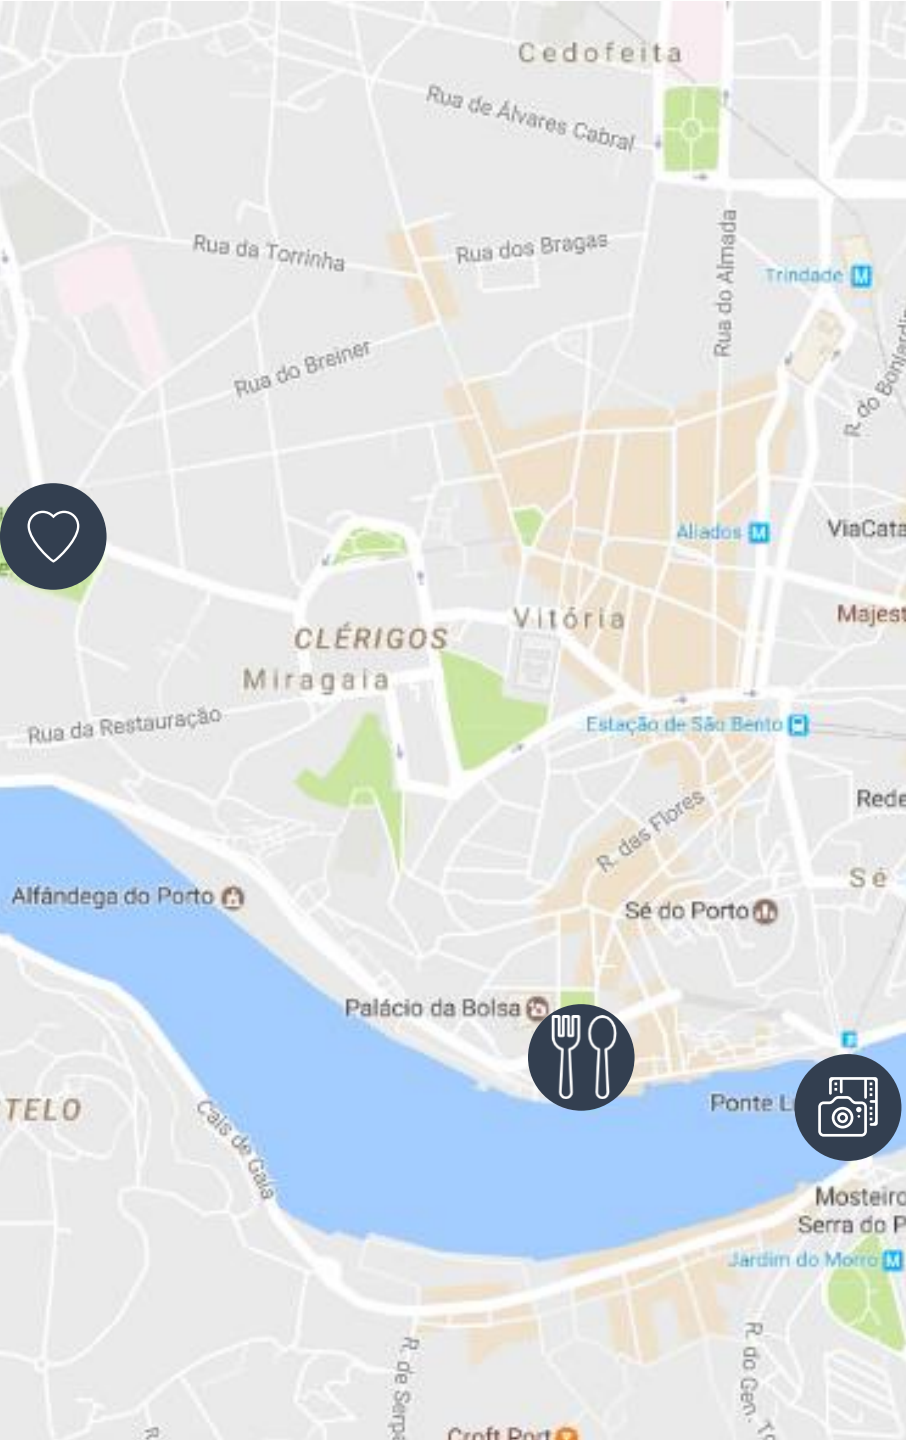 Cedofeita
Rua de Álvares Cabral
Rua da Torrinha
Rua dos Bragas
Rua do Almada
Trindade M
Rua do Breiner
R. do Bonjardin
Aliados M
ViaCata
Majest
Vitória
CLÉRIGOS
Miragaia
Rua da Restauração
Estação de São Bento
Rede
R. das Flores
Sé
Alfândega do Porto
Sé do Porto
Palácio da Bolsa
TELO
Cais de Gaia
Ponte L
Mosteiro
Serra do P
Jardim do Morro M
R. de Serpa
R. do Gen. To
R
Croft Port